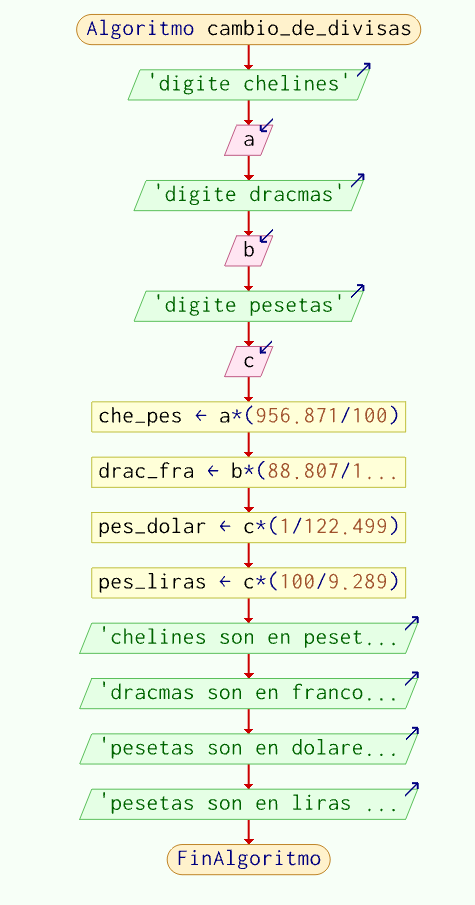 Algoritmo cambio_de_divisas
'digite chelines'
a
'digite dracmas'
b
'digite pesetas'
c
che_pes ← a*(956.871/100)
drac_fra ← b*(88.807/1...
pes_dolar ← c*(1/122.499)
pes_liras ← c*(100/9.289)
'chelines son en peset...
'dracmas son en franco...
'pesetas son en dolare...
'pesetas son en liras ...
FinAlgoritmo